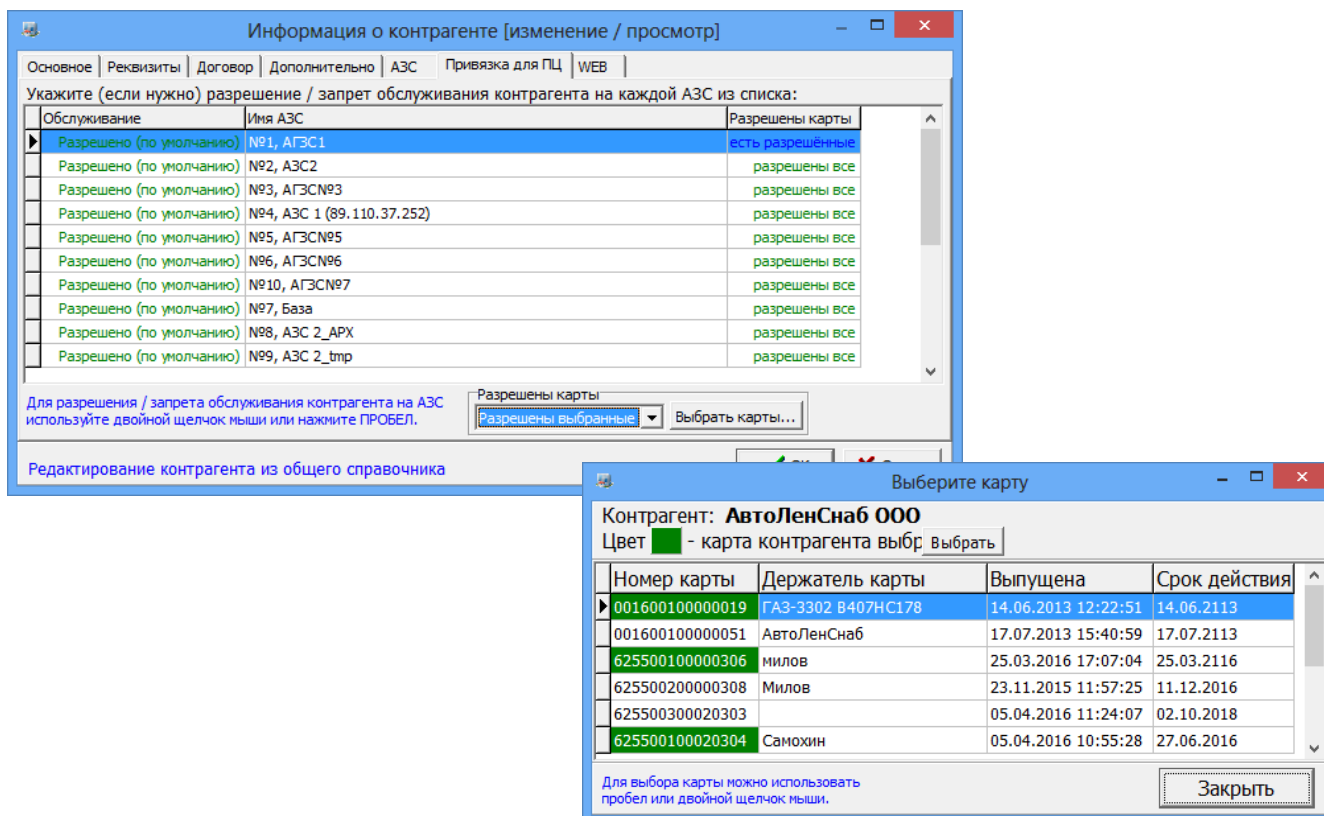 Информация о контрагенте [изменение / просмотр]
Основное Реквизиты Договор Дополнительно АЗС Привязка для ПЦ WEB
Укажите (если нужно) разрешение / запрет обслуживания контрагента на каждой АЗС из списка:
Обслуживание Имя АЗС Разрешены карты
Разрешено (по умолчанию) №1, АГЗС1 есть разрешённые
Разрешено (по умолчанию) №2, АЗС2 разрешены все
Разрешено (по умолчанию) №3, АГЗС№3 разрешены все
Разрешено (по умолчанию) №4, АЗС 1 (89.110.37.252) разрешены все
Разрешено (по умолчанию) №5, АГЗС№5 разрешены все
Разрешено (по умолчанию) №6, АГЗС№6 разрешены все
Разрешено (по умолчанию) №10, АГЗС№7 разрешены все
Разрешено (по умолчанию) №7, База разрешены все
Разрешено (по умолчанию) №8, АЗС 2_АРХ разрешены все
Разрешено (по умолчанию) №9, АЗС 2_tmp разрешены все
Для разрешения / запрета обслуживания контрагента на АЗС
используйте двойной щелчок мыши или нажмите ПРОБЕЛ.
Разрешены карты
Разрешены выбранные Выбрать карты...
Редактирование контрагента из общего справочника
Выберите карту
Контрагент: АвтоЛенСнаб ООО
Цвет - карта контрагента выбр Выбрать
Номер карты Держатель карты Выпущена Срок действия
001600100000019 ГАЗ-3302 В407НС178 14.06.2013 12:22:51 14.06.2113
001600100000051 АвтоЛенСнаб 17.07.2013 15:40:59 17.07.2113
625500100000306 милов 25.03.2016 17:07:04 25.03.2116
625500200000308 Милов 23.11.2015 11:57:25 11.12.2016
625500300020303 05.04.2016 11:24:07 02.10.2018
625500100020304 Самохин 05.04.2016 10:55:28 27.06.2016
Для выбора карты можно использовать
пробел или двойной щелчок мыши.
Закрыть